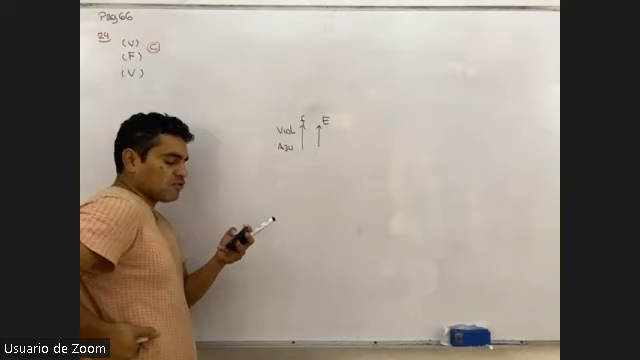 Pag 66
24
(V)
(F)
(V)
C
f E
Viol
Azu
Usuario de Zoom